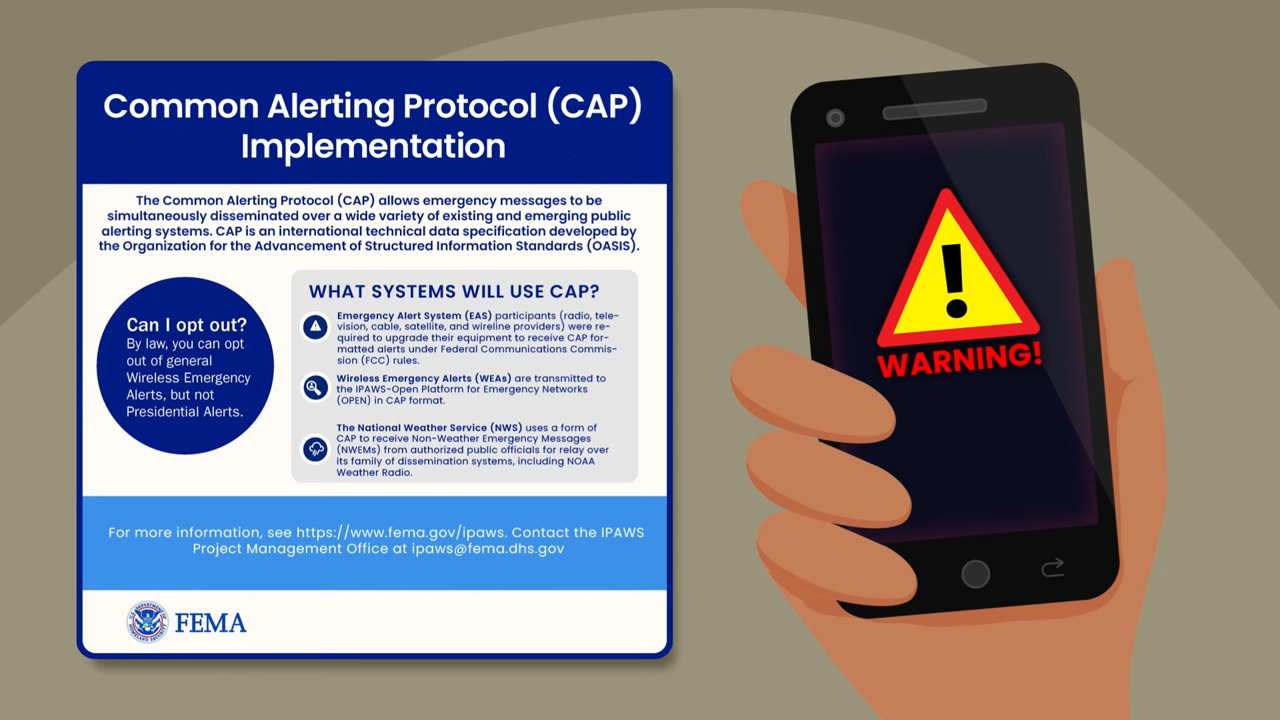 Common Alerting Protocol (CAP)
Implementation
The Common Alerting Protocol (CAP) allows emergency messages to be
simultaneously disseminated over a wide variety of existing and emerging public
alerting systems. CAP is an international technical data specification developed by
the Organization for the Advancement of Structured Information Standards (OASIS).
Can I opt out?
By law, you can opt
out of general
Wireless Emergency
Alerts, but not
Presidential Alerts.
WHAT SYSTEMS WILL USE CAP?
Emergency Alert System (EAS) participants (radio, tele-
vision, cable, satellite, and wireline providers) were re-
quired to upgrade their equipment to receive CAP for-
matted alerts under Federal Communications Commis-
sion (FCC) rules.
Wireless Emergency Alerts (WEAs) are transmitted to
the IPAWS-Open Platform for Emergency Networks
(OPEN) in CAP format.
The National Weather Service (NWS) uses a form of
CAP to receive Non-Weather Emergency Messages
(NWEMs) from authorized public officials for relay over
its family of dissemination systems, including NOAA
Weather Radio.
For more information, see https://www.fema.gov/ipaws. Contact the IPAWS
Project Management Office at ipaws@fema.dhs.gov
FEMA
!
WARNING!